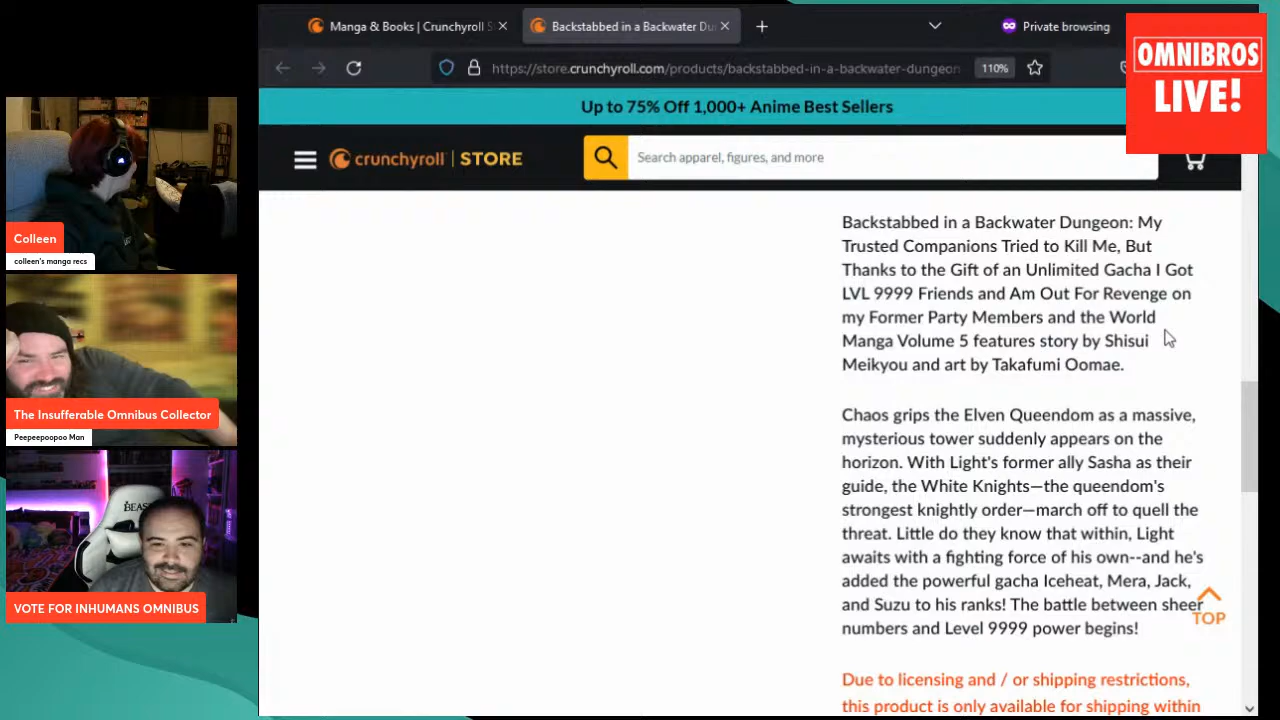 Manga & Books | Crunchyroll S
Backstabbed in a Backwater Du
Private browsing
https://store.crunchyroll.com/products/backstabbed-in-a-backwater-dungeon
110%
OMNIBROS
LIVE!
Up to 75% Off 1,000+ Anime Best Sellers
crunchyroll | STORE
Search apparel, figures, and more
Colleen
colleen's manga recs
The Insufferable Omnibus Collector
Peepeepoopoo Man
BEAS
VOTE FOR INHUMANS OMNIBUS
Backstabbed in a Backwater Dungeon: My
Trusted Companions Tried to Kill Me, But
Thanks to the Gift of an Unlimited Gacha I Got
LVL 9999 Friends and Am Out For Revenge on
my Former Party Members and the World
Manga Volume 5 features story by Shisui
Meikyou and art by Takafumi Oomae.
Chaos grips the Elven Queendom as a massive,
mysterious tower suddenly appears on the
horizon. With Light's former ally Sasha as their
guide, the White Knights—the queendom's
strongest knightly order—march off to quell the
threat. Little do they know that within, Light
awaits with a fighting force of his own--and he's
added the powerful gacha Iceheat, Mera, Jack,
and Suzu to his ranks! The battle between sheer
numbers and Level 9999 power begins!
TOP
Due to licensing and / or shipping restrictions,
this product is only available for shipping within